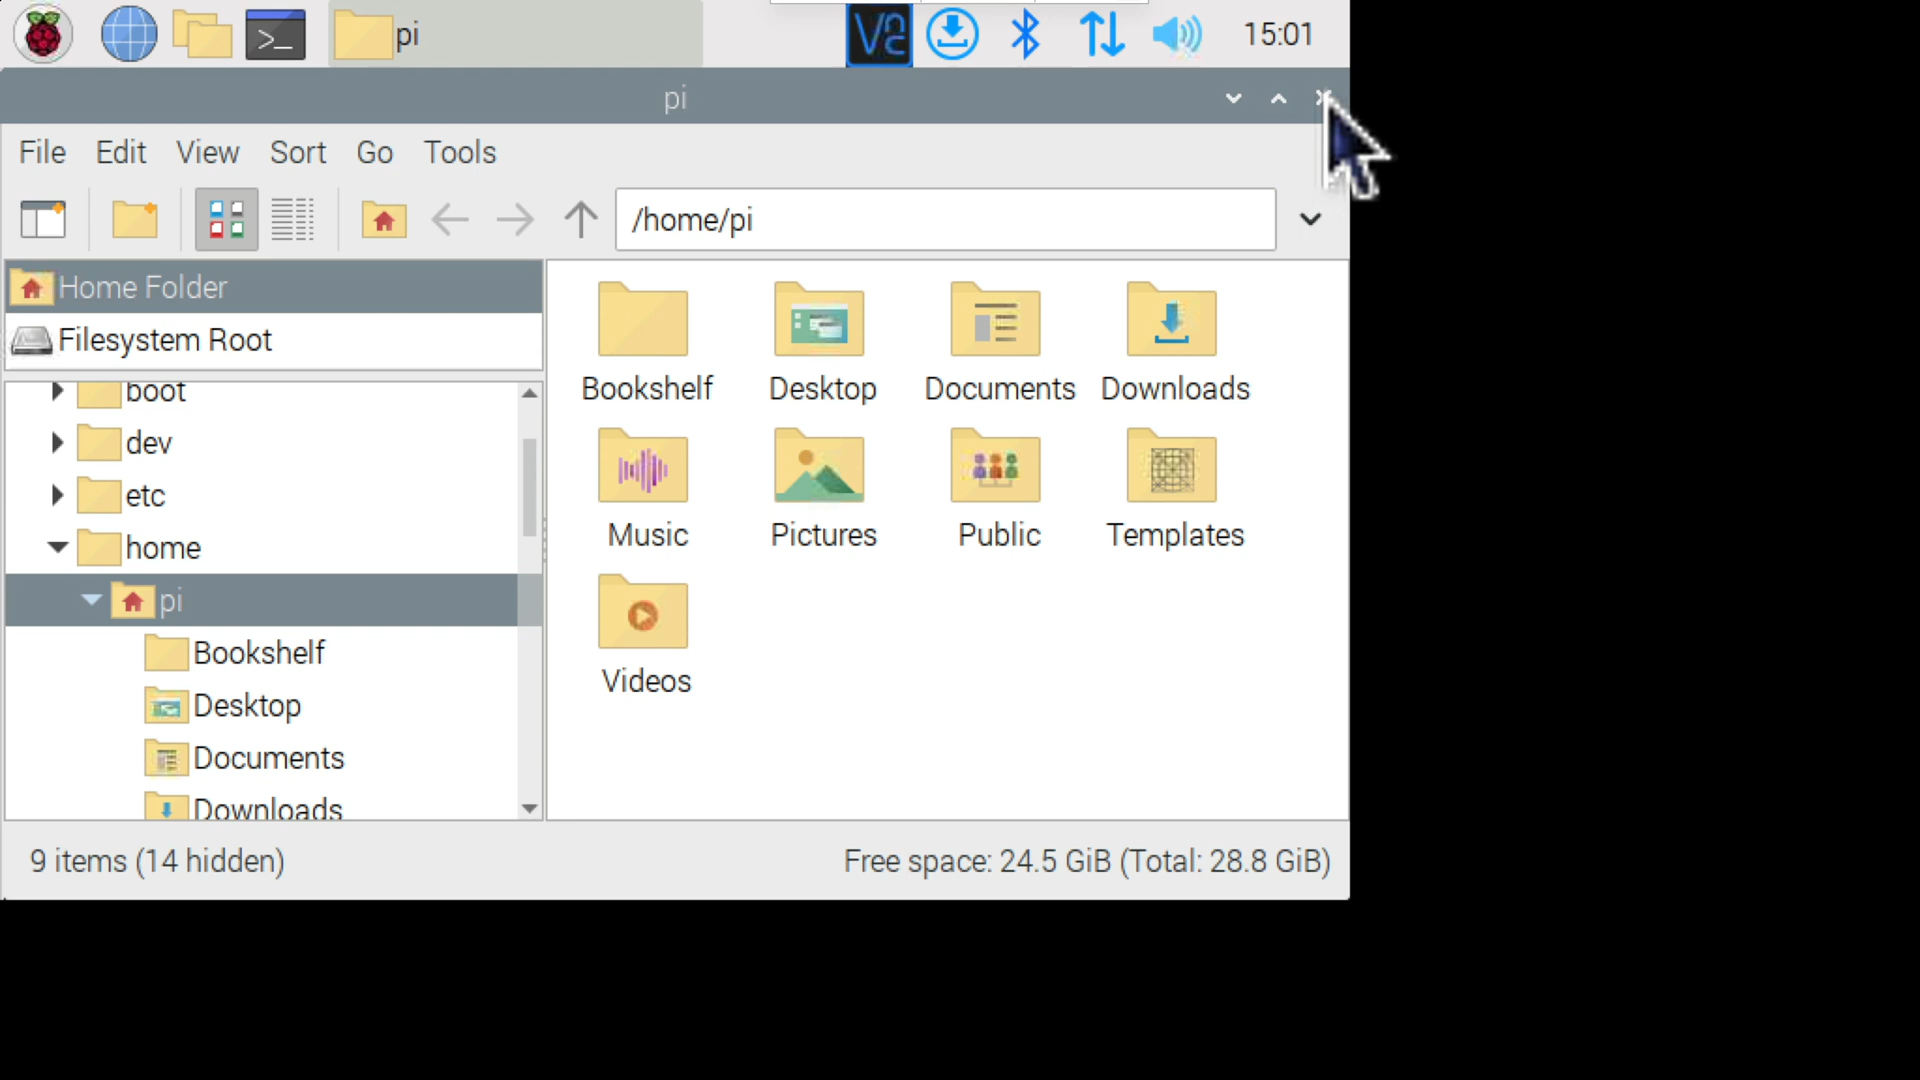 pi
15:01
pi
File Edit View Sort Go Tools
/home/pi
Home Folder
Filesystem Root
boot
dev
etc
home
pi
Bookshelf
Desktop
Documents
Downloads
Bookshelf Desktop Documents Downloads
Music Pictures Public Templates
Videos
9 items (14 hidden)
Free space: 24.5 GiB (Total: 28.8 GiB)